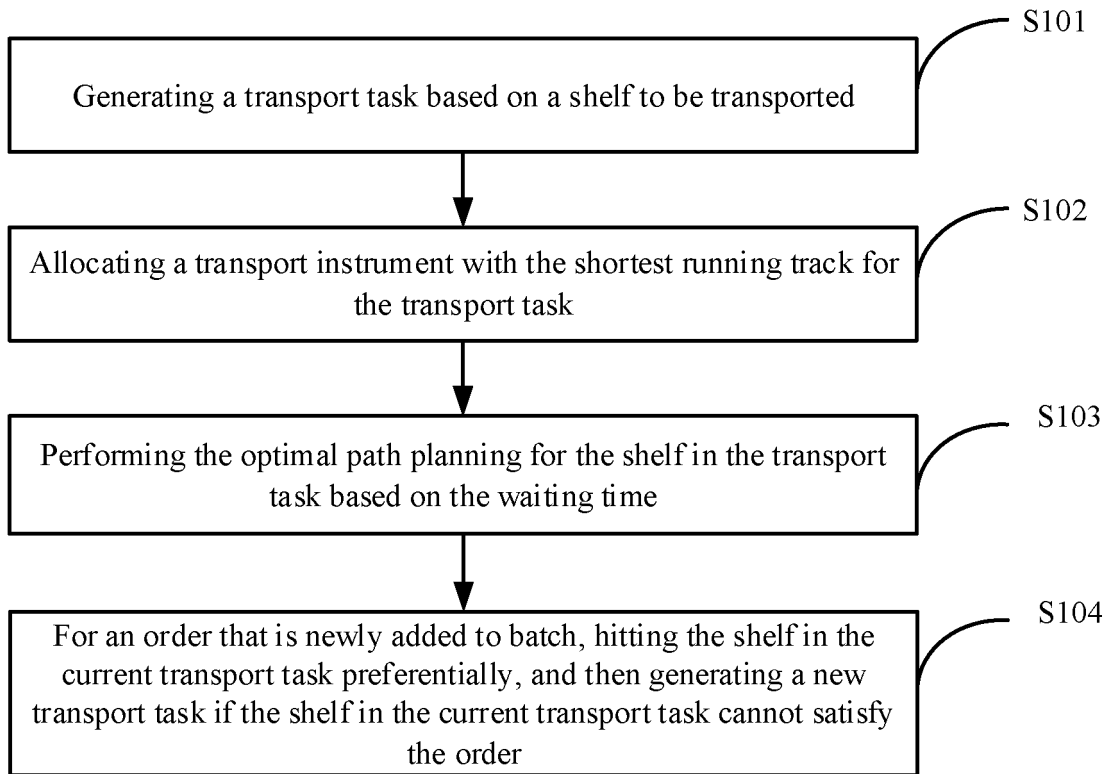 S101
Generating a transport task based on a shelf to be transported
S102
Allocating a transport instrument with the shortest running track for
the transport task
S103
Performing the optimal path planning for the shelf in the transport
task based on the waiting time
S104
For an order that is newly added to batch, hitting the shelf in the
current transport task preferentially, and then generating a new
transport task if the shelf in the current transport task cannot satisfy
the order